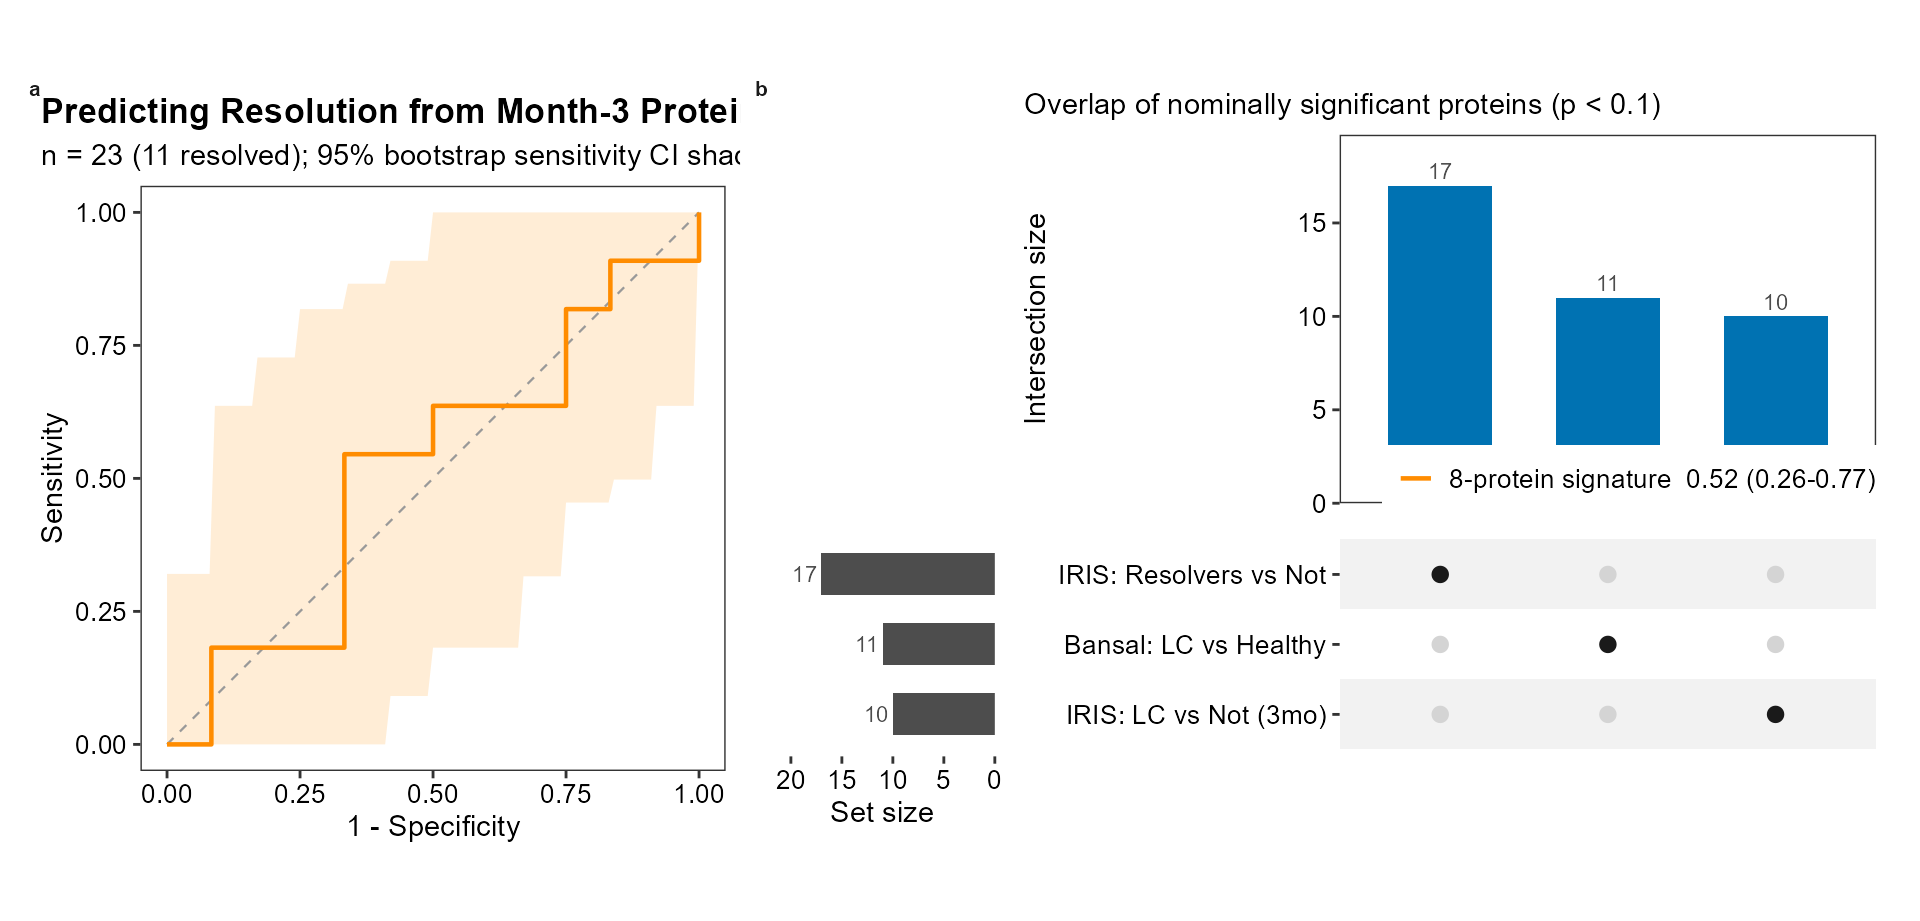 a
Predicting Resolution from Month-3 Protei
n = 23 (11 resolved); 95% bootstrap sensitivity CI shad
1.00
0.75
0.50
0.25
0.00
Sensitivity
0.00 0.25 0.50 0.75 1.00
1 - Specificity
b
Overlap of nominally significant proteins (p < 0.1)
Intersection size
15
10
5
0
17
11
10
8-protein signature 0.52 (0.26-0.77)
17
11
10
20 15 10 5 0
Set size
IRIS: Resolvers vs Not
Bansal: LC vs Healthy
IRIS: LC vs Not (3mo)